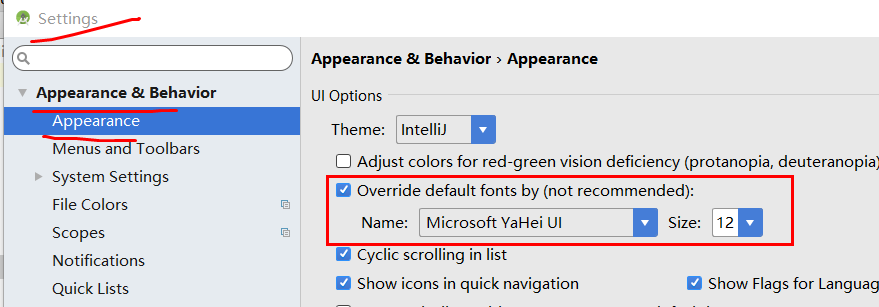 Settings
Appearance & Behavior
Appearance
Menus and Toolbars
System Settings
File Colors
Scopes
Notifications
Quick Lists
Appearance & Behavior › Appearance
UI Options
Theme: IntelliJ
Adjust colors for red-green vision deficiency (protanopia, deuteranopia)
Override default fonts by (not recommended):
Name: Microsoft YaHei UI Size: 12
Cyclic scrolling in list
Show icons in quick navigation Show Flags for Languag